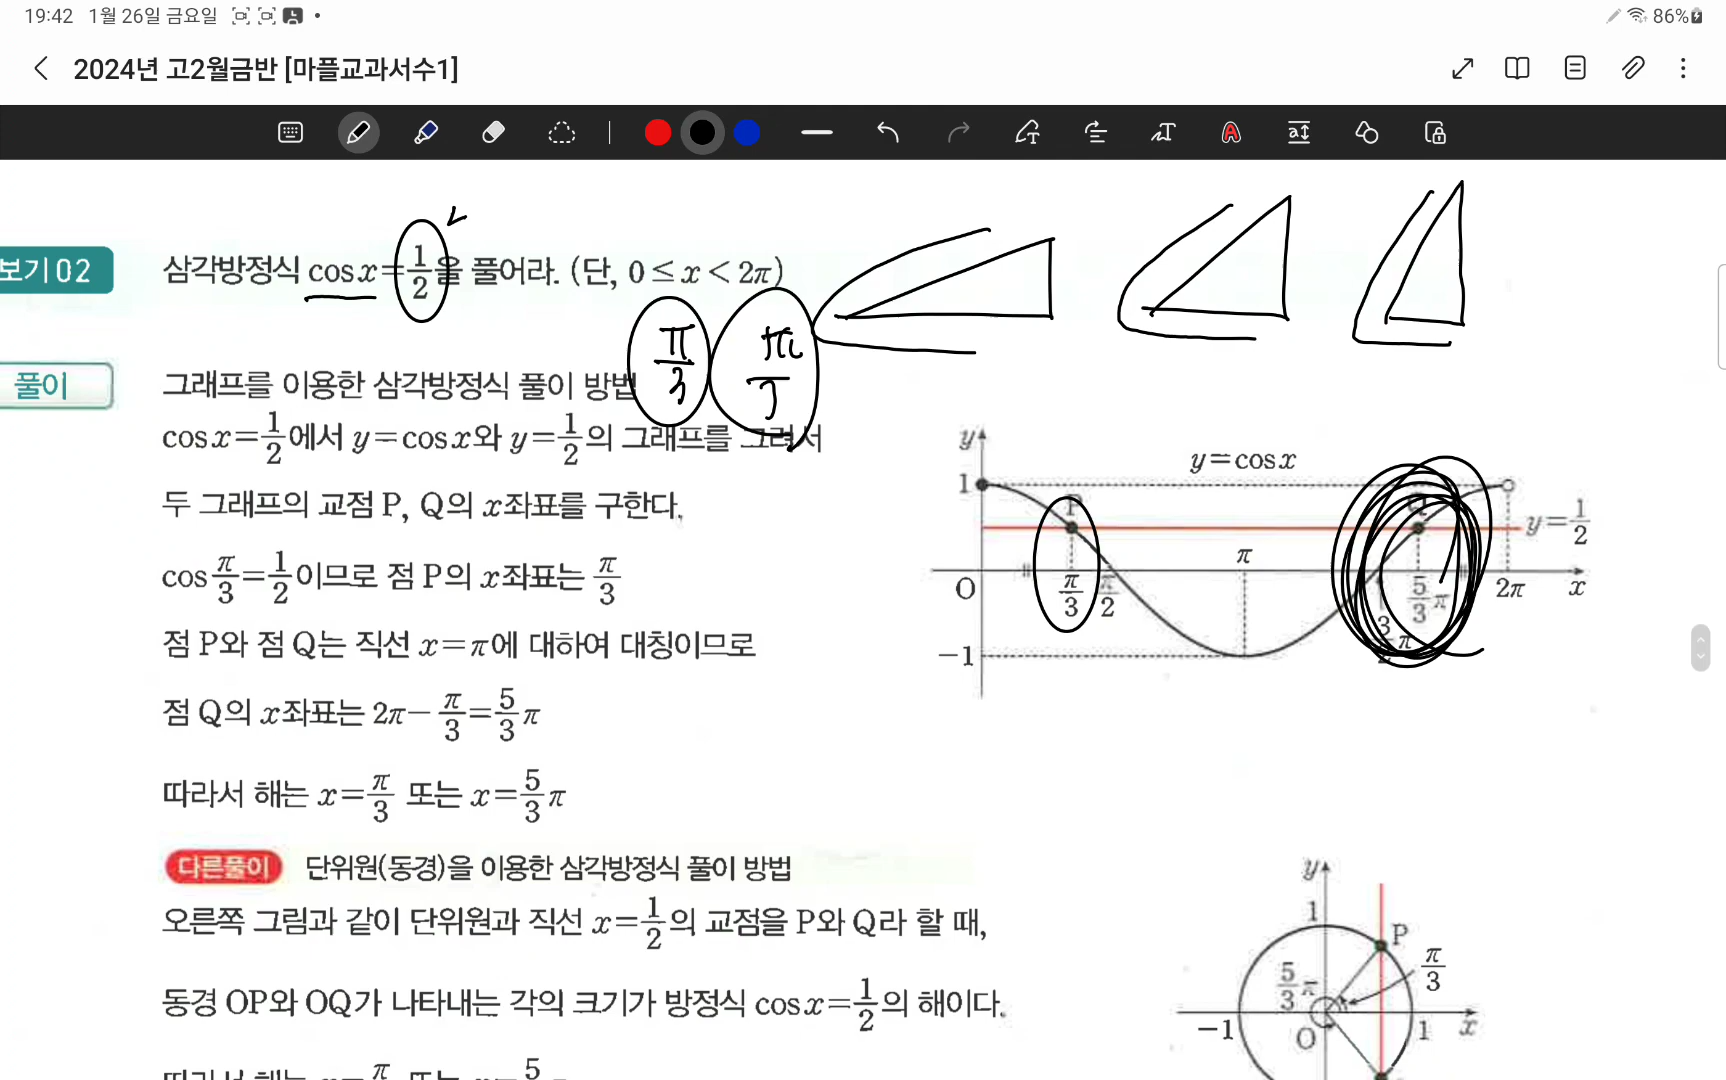 19:42 1월 26일 금요일 86%
2024년 고2월금반 [마플교과서수1]
보기 02 삼각방정식 cos x = 1/2을 풀어라. (단, 0 ≤ x < 2π)
π/3
풀이 그래프를 이용한 삼각방정식 풀이 방법
cos x = 1/2에서 y = cos x와 y = 1/2의 그래프를 그려서
두 그래프의 교점 P, Q의 x좌표를 구한다.
cos π/3 = 1/2이므로 점 P의 x좌표는 π/3
점 P와 점 Q는 직선 x = π에 대하여 대칭이므로
점 Q의 x좌표는 2π − π/3 = 5/3 π
따라서 해는 x = π/3 또는 x = 5/3 π
y
y = cos x
1
P
Q
y = 1/2
π
O π/3 π/2 5/3 π 2π x
3/2 π
−1
다른풀이 단위원(동경)을 이용한 삼각방정식 풀이 방법
오른쪽 그림과 같이 단위원과 직선 x = 1/2의 교점을 P와 Q라 할 때,
동경 OP와 OQ가 나타내는 각의 크기가 방정식 cos x = 1/2의 해이다.
y
1
P
π/3
5/3 π
−1 O 1 x